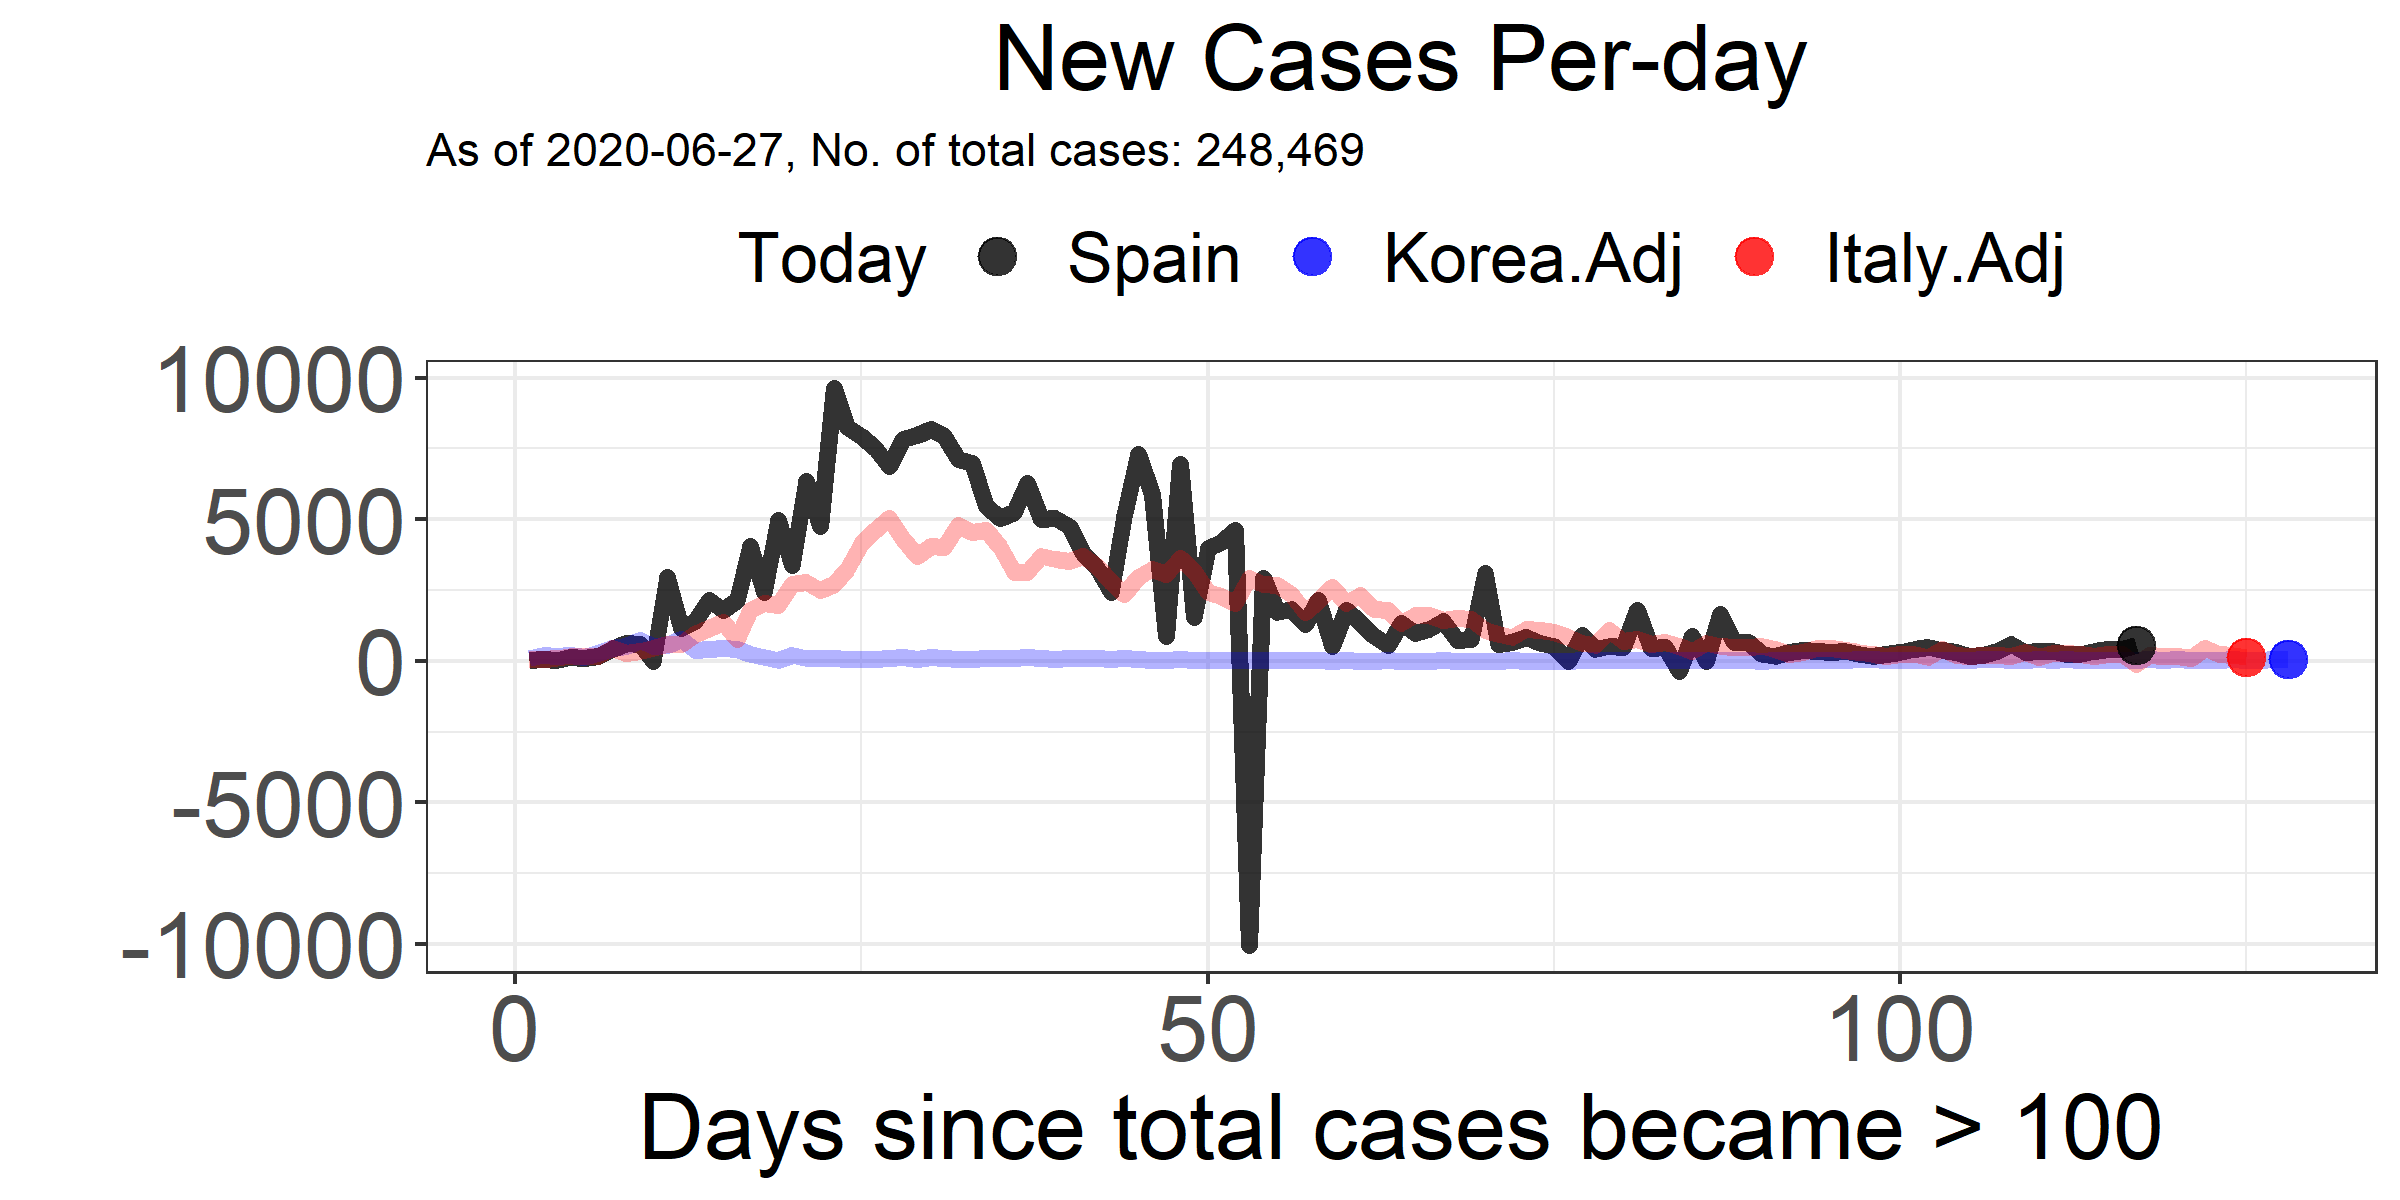 New Cases Per-day
As of 2020-06-27, No. of total cases: 248,469
Today Spain Korea.Adj Italy.Adj
10000
5000
0
-5000
-10000
0 50 100
Days since total cases became > 100